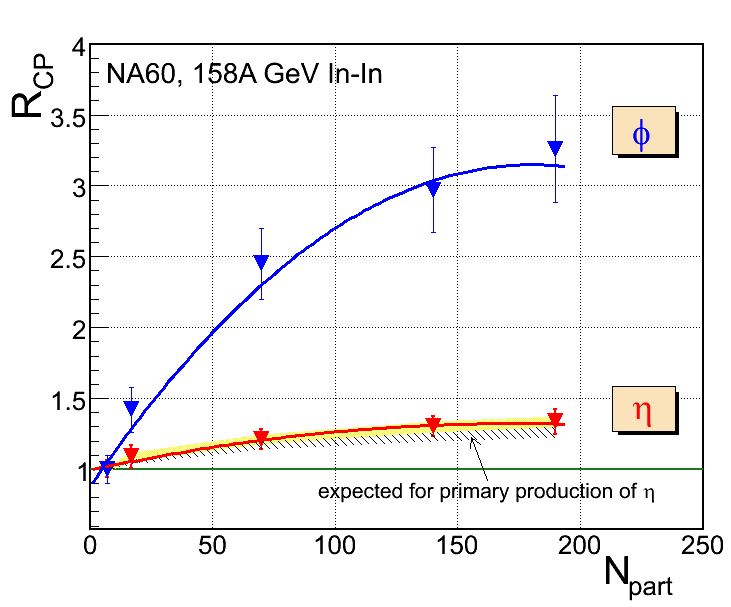 R_CP
4
NA60, 158A GeV In-In
3.5
ϕ
3
2.5
2
1.5
η
1
expected for primary production of η
0 50 100 150 200 250
N_part